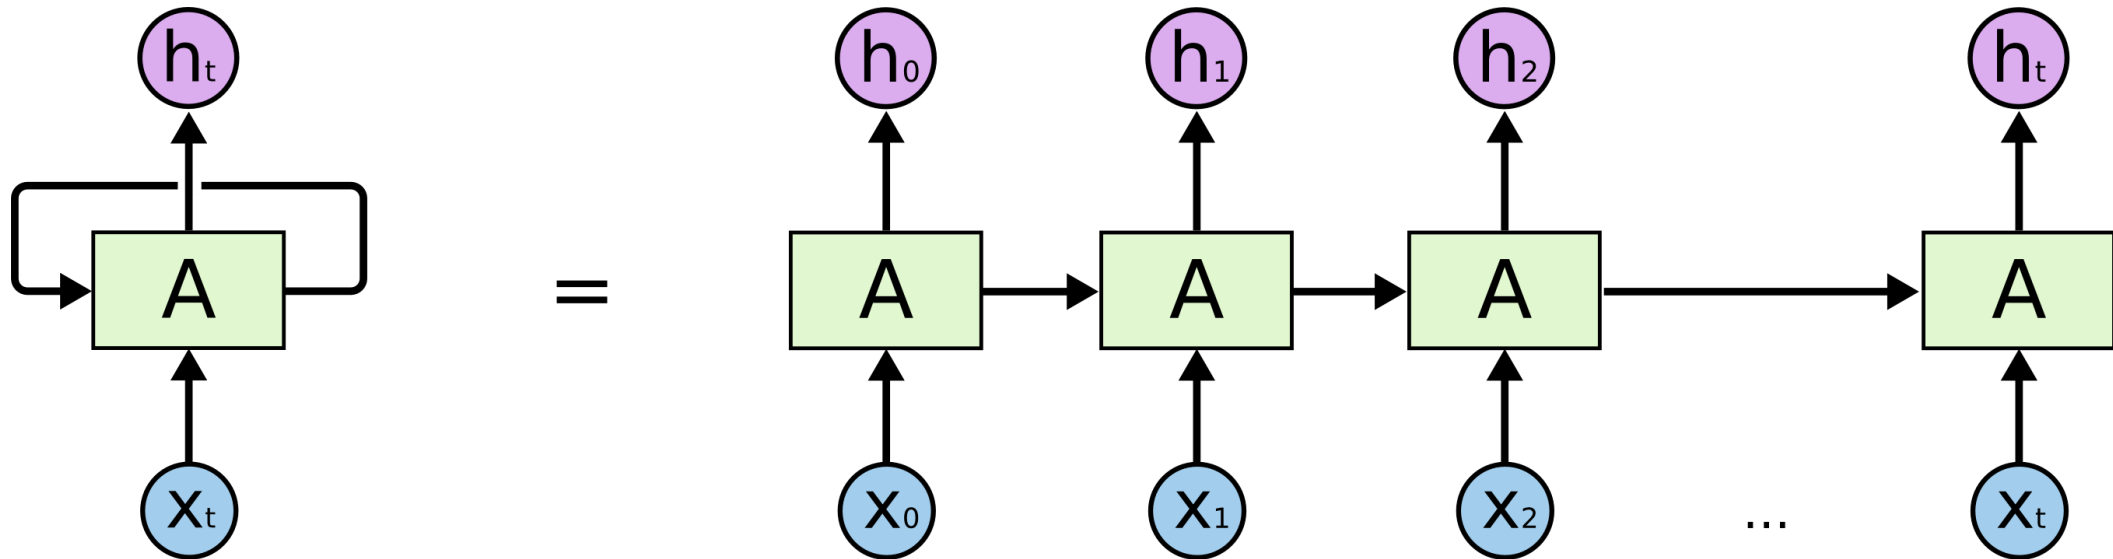 hₜ h₀ h₁ h₂ hₜ
A = A A A A
xₜ x₀ x₁ x₂ ... xₜ